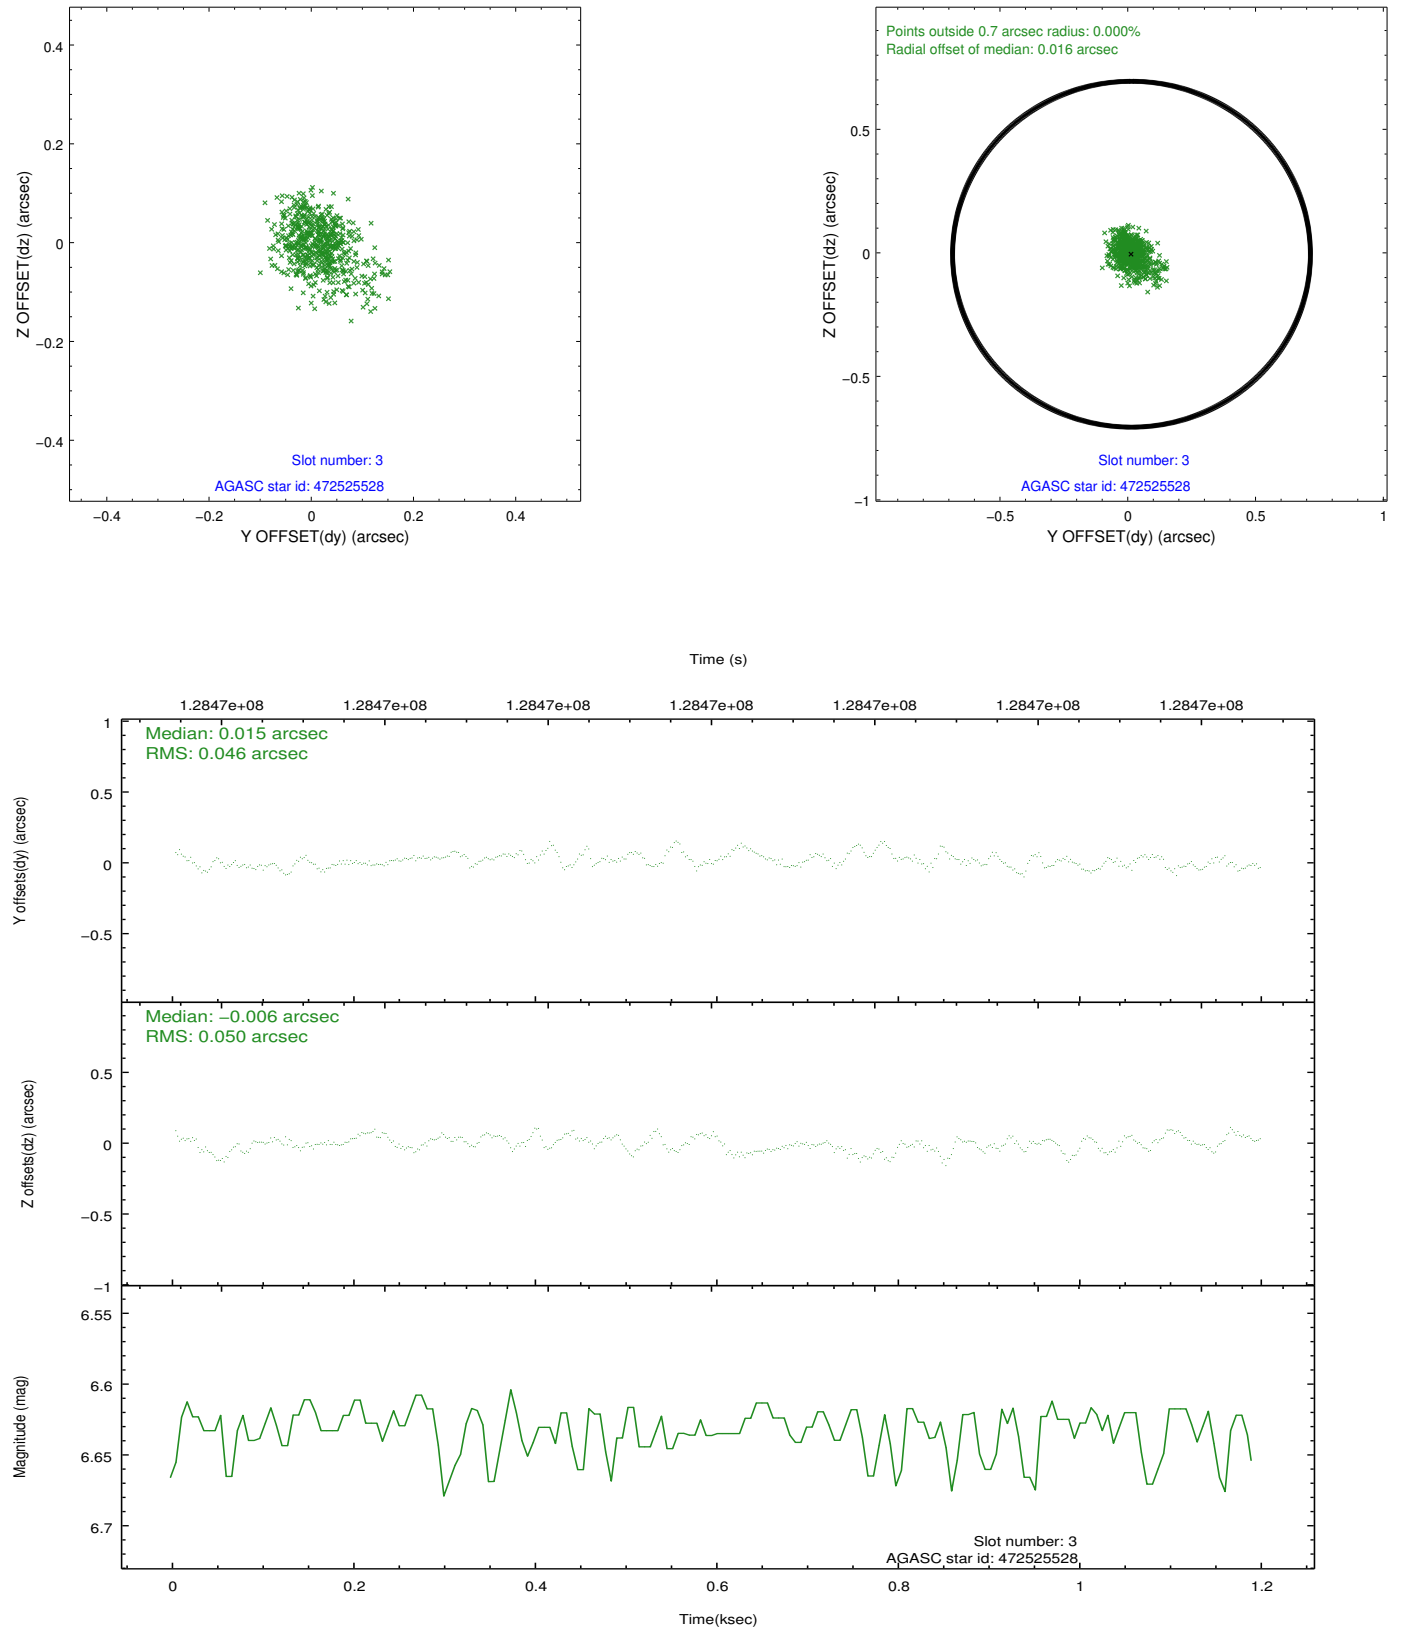 0.4
0.2
0
−0.2
−0.4
Z OFFSET(dz) (arcsec)
Slot number: 3
AGASC star id: 472525528
−0.4 −0.2 0 0.2 0.4
Y OFFSET(dy) (arcsec)
Points outside 0.7 arcsec radius: 0.000%
Radial offset of median: 0.016 arcsec
0.5
0
−0.5
−1
Z OFFSET(dz) (arcsec)
Slot number: 3
AGASC star id: 472525528
−0.5 0 0.5 1
Y OFFSET(dy) (arcsec)
Time (s)
1.2847e+08 1.2847e+08 1.2847e+08 1.2847e+08 1.2847e+08 1.2847e+08 1.2847e+08
Median: 0.015 arcsec
RMS: 0.046 arcsec
1
0.5
0
−0.5
Y offsets(dy) (arcsec)
Median: −0.006 arcsec
RMS: 0.050 arcsec
0.5
0
−0.5
−1
Z offsets(dz) (arcsec)
6.55
6.6
6.65
6.7
Magnitude (mag)
Slot number: 3
AGASC star id: 472525528
0 0.2 0.4 0.6 0.8 1 1.2
Time(ksec)